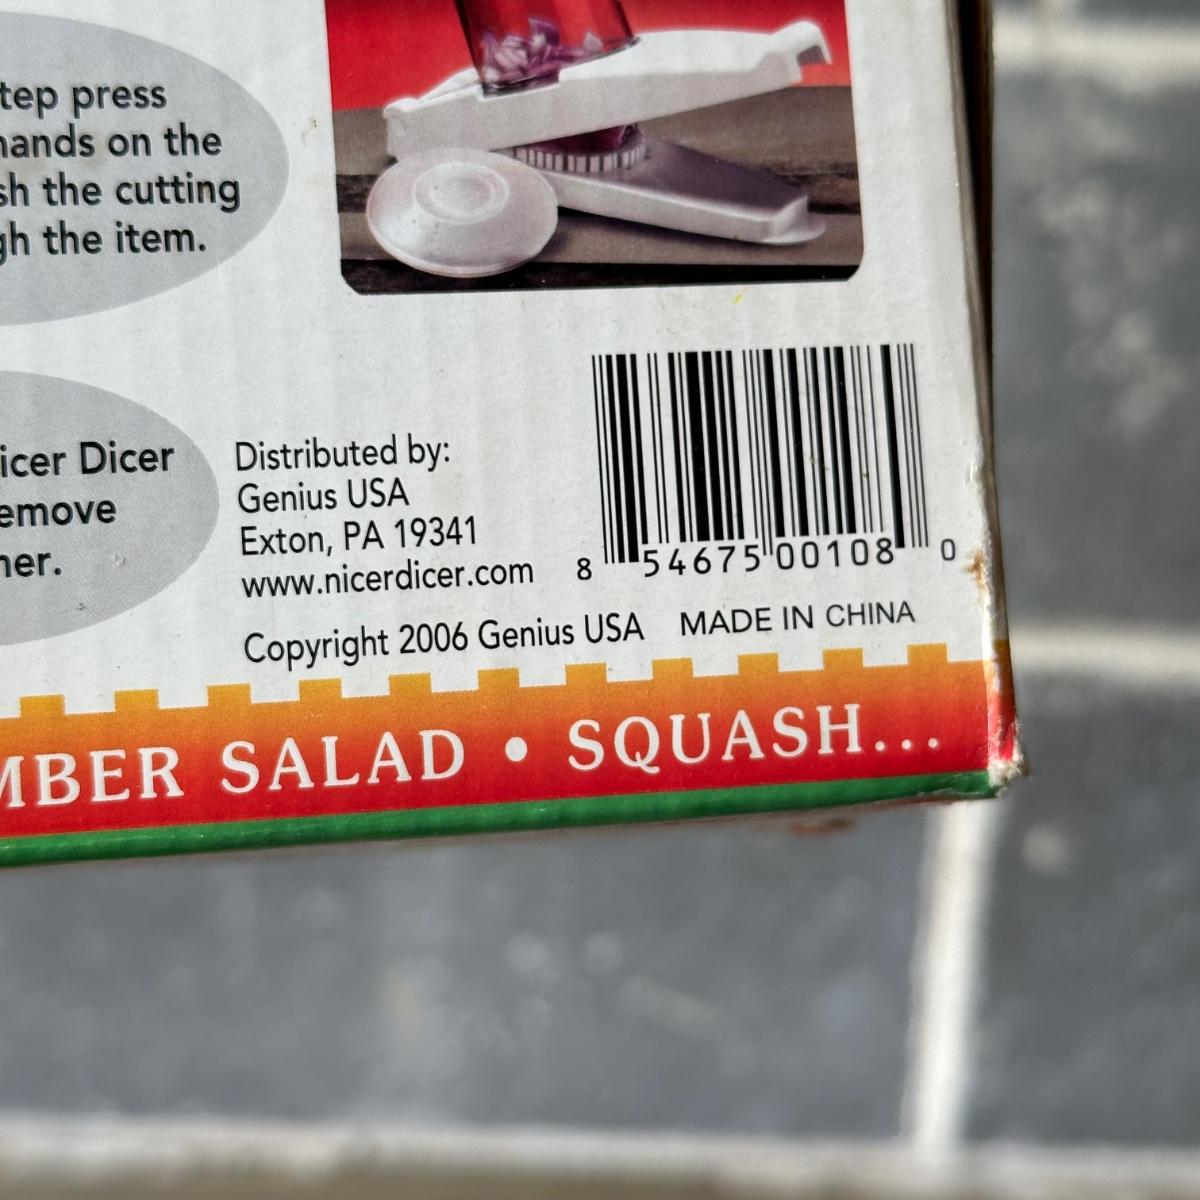 tep press
hands on the
sh the cutting
gh the item.
icer Dicer
emove
ner.
Distributed by:
Genius USA
Exton, PA 19341
www.nicerdicer.com
8 54675 00108 0
Copyright 2006 Genius USA MADE IN CHINA
MBER SALAD • SQUASH...